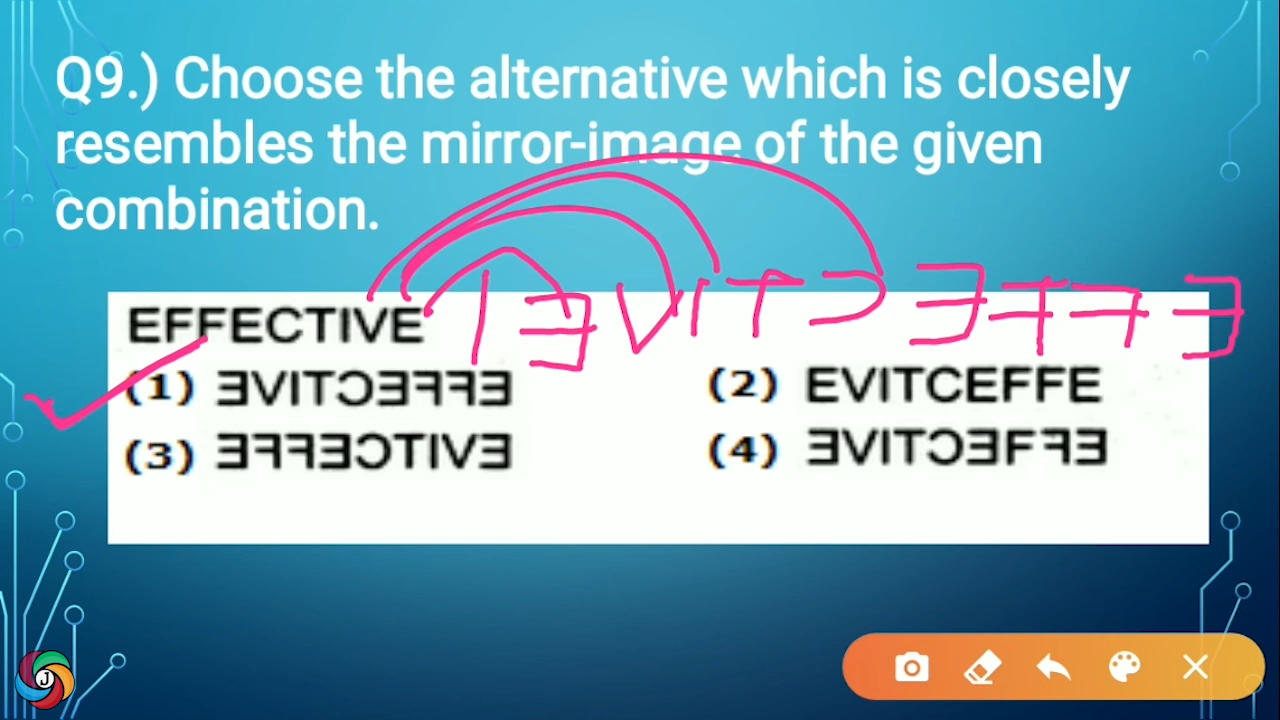 Q9.) Choose the alternative which is closely
resembles the mirror-image of the given
combination.
ƎVITƆƎꟻꟻƎ
EFFECTIVE
(1) ƎVITƆƎꟻꟻƎ (2) EVITCEFFE
(3) ƎꟻꟻƎƆTIVƎ (4) ƎVITƆƎFꟻƎ
J